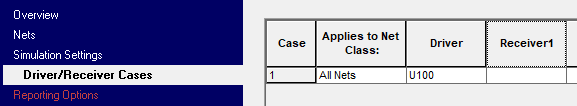 Overview
Nets
Simulation Settings
Driver/Receiver Cases
Reporting Options
Case Applies to Net Class: Driver Receiver1
1 All Nets U100